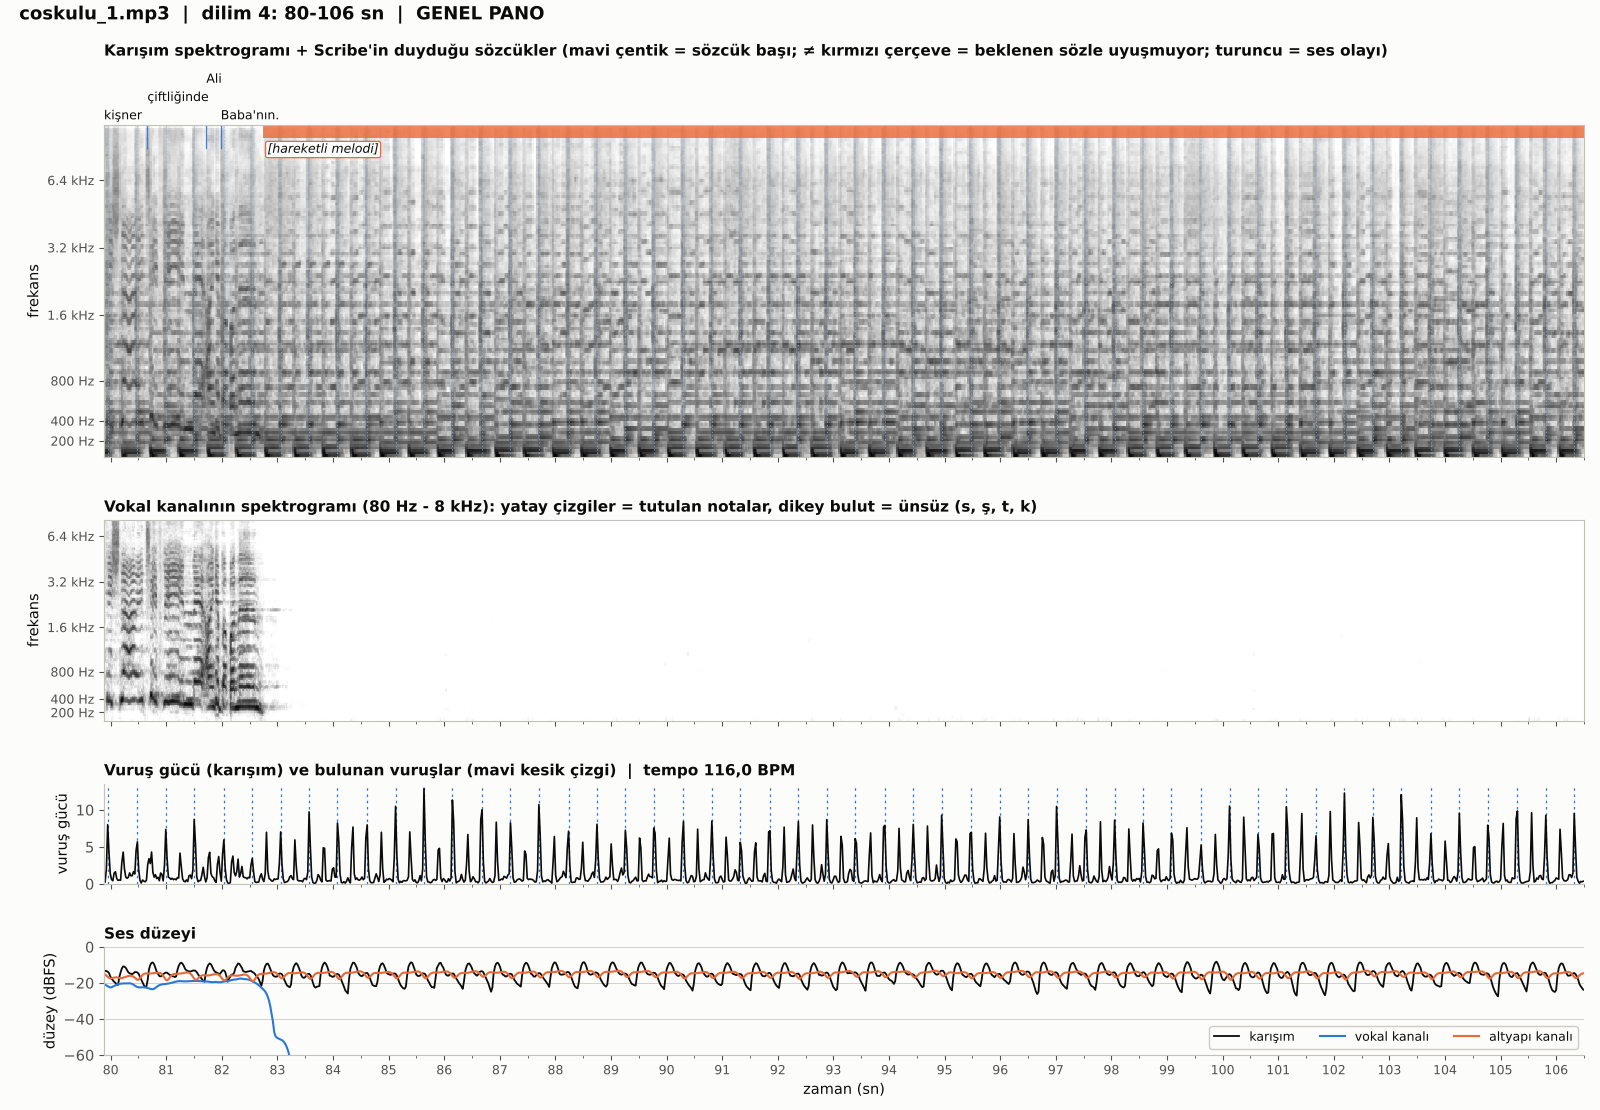 coskulu_1.mp3 | dilim 4: 80-106 sn | GENEL PANO
Karışım spektrogramı + Scribe'in duyduğu sözcükler (mavi çentik = sözcük başı; ≠ kırmızı çerçeve = beklenen sözle uyuşmuyor; turuncu = ses olayı)
Ali
çiftliğinde
kişner Baba'nın.
[hareketli melodi]
6.4 kHz
3.2 kHz
1.6 kHz
800 Hz
400 Hz
200 Hz
frekans
Vokal kanalının spektrogramı (80 Hz - 8 kHz): yatay çizgiler = tutulan notalar, dikey bulut = ünsüz (s, ş, t, k)
6.4 kHz
3.2 kHz
1.6 kHz
800 Hz
400 Hz
200 Hz
frekans
Vuruş gücü (karışım) ve bulunan vuruşlar (mavi kesik çizgi) | tempo 116,0 BPM
10
5
0
vuruş gücü
Ses düzeyi
0
−20
−40
−60
düzey (dBFS)
karışım vokal kanalı altyapı kanalı
80 81 82 83 84 85 86 87 88 89 90 91 92 93 94 95 96 97 98 99 100 101 102 103 104 105 106
zaman (sn)